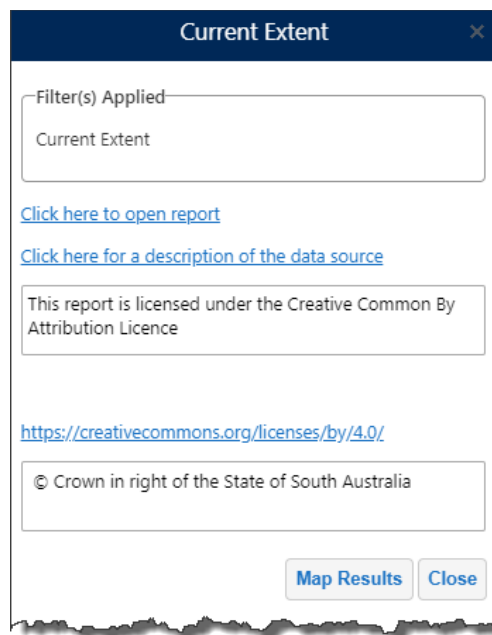 Current Extent
Filter(s) Applied
Current Extent
Click here to open report
Click here for a description of the data source
This report is licensed under the Creative Common By
Attribution Licence
https://creativecommons.org/licenses/by/4.0/
© Crown in right of the State of South Australia
Map Results Close